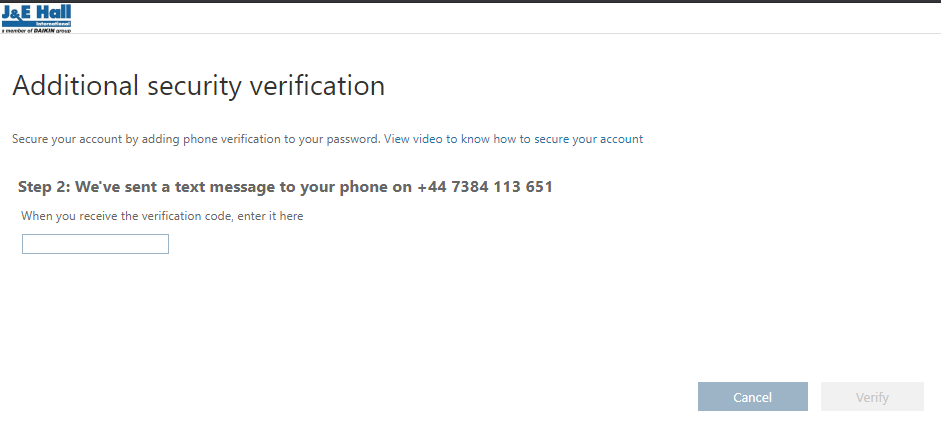 J&E Hall
International
a member of DAIKIN group
Additional security verification
Secure your account by adding phone verification to your password. View video to know how to secure your account
Step 2: We've sent a text message to your phone on +44 7384 113 651
When you receive the verification code, enter it here
Cancel
Verify